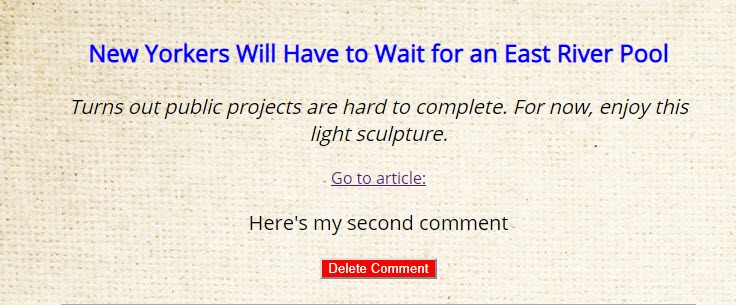 New Yorkers Will Have to Wait for an East River Pool
Turns out public projects are hard to complete. For now, enjoy this
light sculpture.
Go to article:
Here's my second comment
Delete Comment